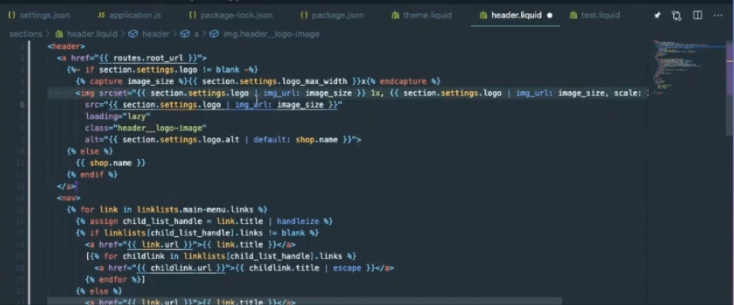 settings.json application.js package-lock.json package.json theme.liquid header.liquid test.liquid
sections > header.liquid > header > a > img.header__logo-image
<header>
<a href="{{ routes.root_url }}">
{%- if section.settings.logo != blank -%}
{% capture image_size %}{{ section.settings.logo_max_width }}x{% endcapture %}
<img srcset="{{ section.settings.logo | img_url: image_size }} 1x, {{ section.settings.logo | img_url: image_size, scale:
src="{{ section.settings.logo | img_url: image_size }}"
loading="lazy"
class="header__logo-image"
alt="{{ section.settings.logo.alt | default: shop.name }}">
{% else %}
{{ shop.name }}
{% endif %}
</a>
<nav>
{% for link in linklists.main-menu.links %}
{% assign child_list_handle = link.title | handleize %}
{% if linklists[child_list_handle].links != blank %}
<a href="{{ link.url }}">{{ link.title }}</a>
[{% for childlink in linklists[child_list_handle].links %}
<a href="{{ childlink.url }}">{{ childlink.title | escape }}</a>
{% endfor %}]
{% else %}
<a href="{{ link.url }}">{{ link.title }}</a>